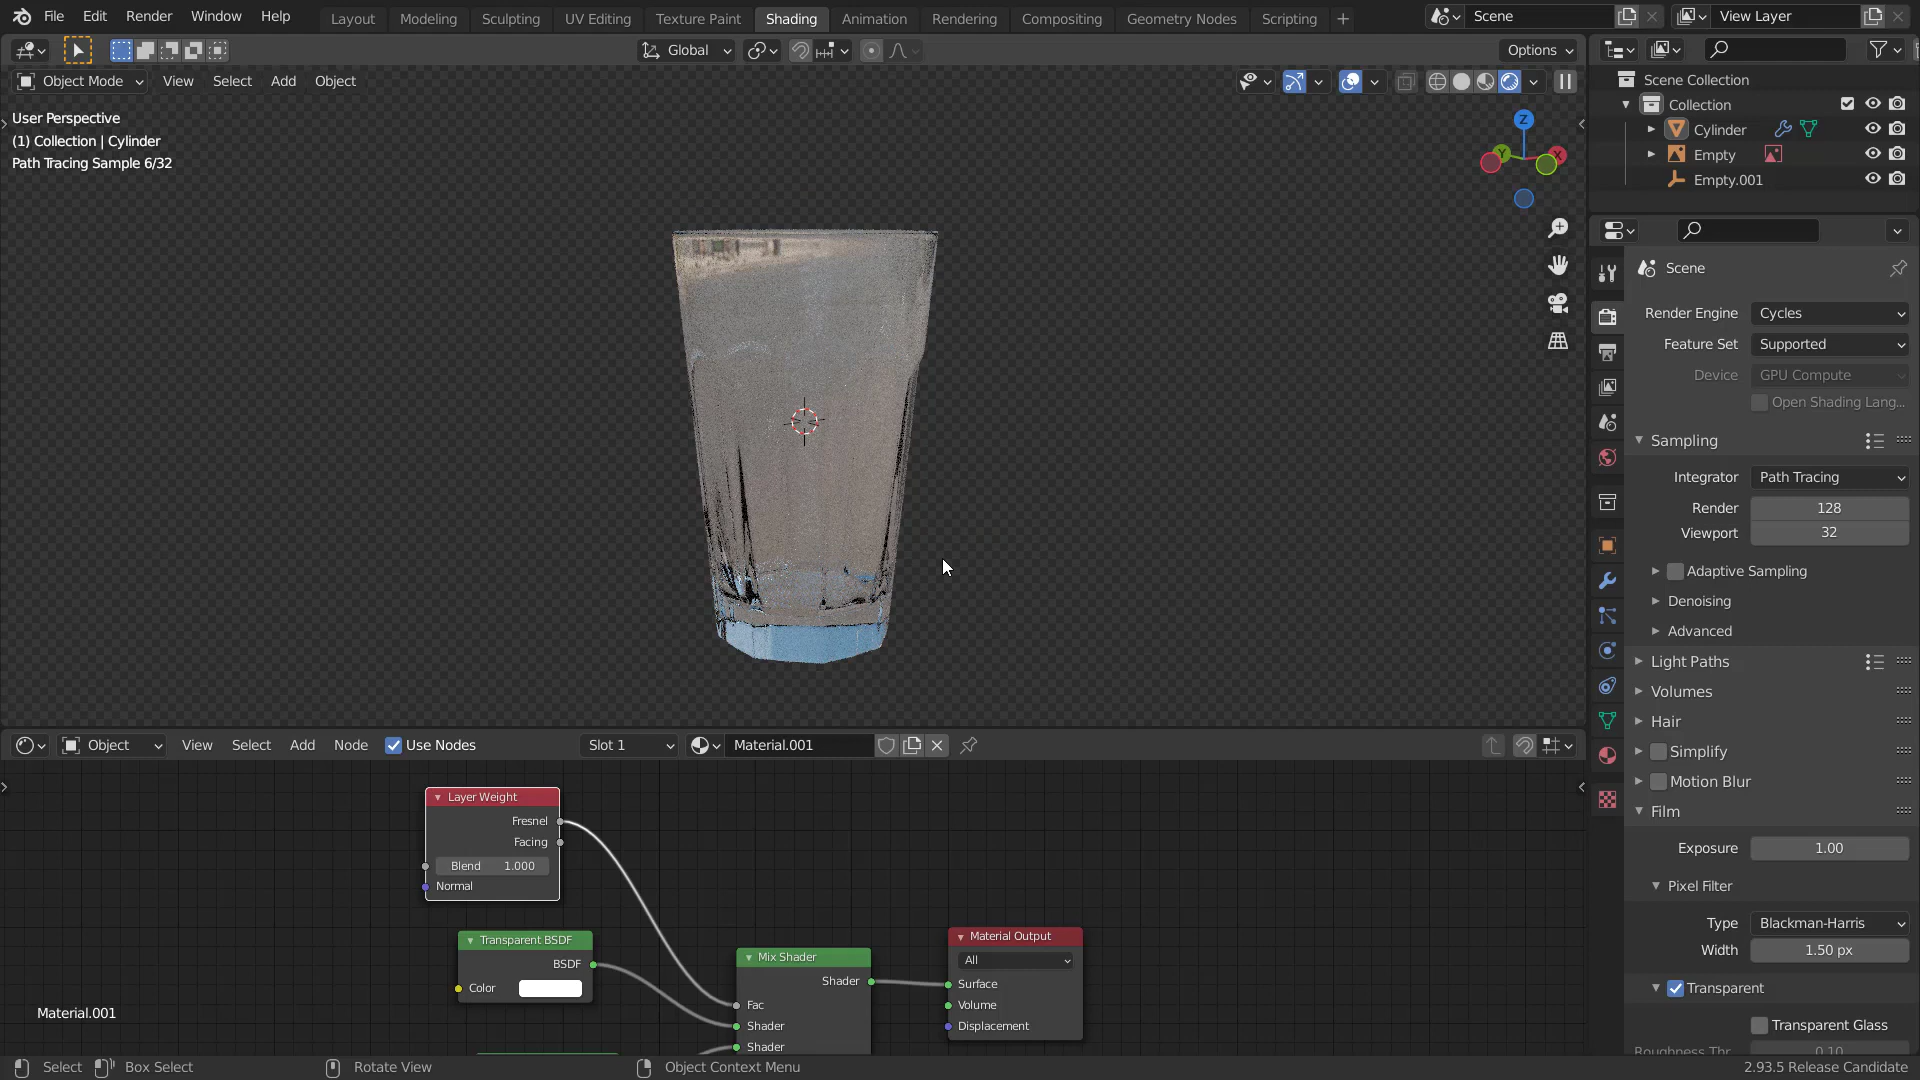 File Edit Render Window Help Layout Modeling Sculpting UV Editing Texture Paint Shading Animation Rendering Compositing Geometry Nodes Scripting + Scene View Layer
Global Options
Object Mode View Select Add Object
User Perspective
(1) Collection | Cylinder
Path Tracing Sample 6/32
Z
Y X
Scene Collection
Collection
Cylinder
Empty
Empty.001
Scene
Render Engine Cycles
Feature Set Supported
Device GPU Compute
Open Shading Lang...
Sampling
Integrator Path Tracing
Render 128
Viewport 32
Adaptive Sampling
Denoising
Advanced
Light Paths
Volumes
Hair
Simplify
Motion Blur
Film
Exposure 1.00
Pixel Filter
Type Blackman-Harris
Width 1.50 px
Transparent
Transparent Glass
Roughness Thr. 0.10
Object View Select Add Node Use Nodes Slot 1 Material.001
Layer Weight
Fresnel
Facing
Blend 1.000
Normal
Transparent BSDF
BSDF
Color
Mix Shader
Shader
Fac
Shader
Shader
Material Output
All
Surface
Volume
Displacement
Material.001
Select Box Select Rotate View Object Context Menu 2.93.5 Release Candidate